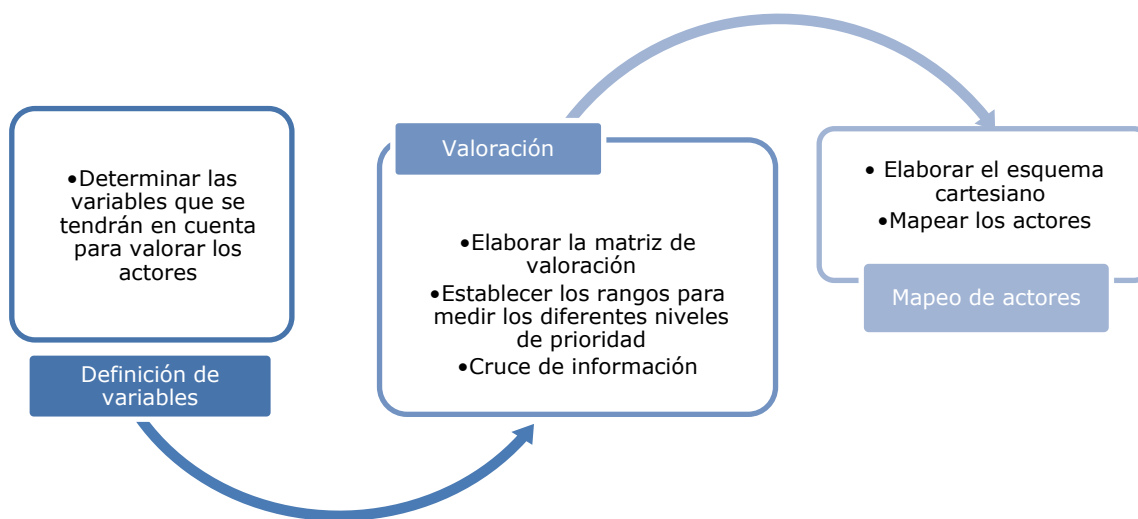 •Determinar las
variables que se
tendrán en cuenta
para valorar los
actores
Definición de
variables
Valoración
•Elaborar la matriz de
valoración
•Establecer los rangos para
medir los diferentes niveles
de prioridad
•Cruce de información
• Elaborar el esquema
cartesiano
•Mapear los actores
Mapeo de actores